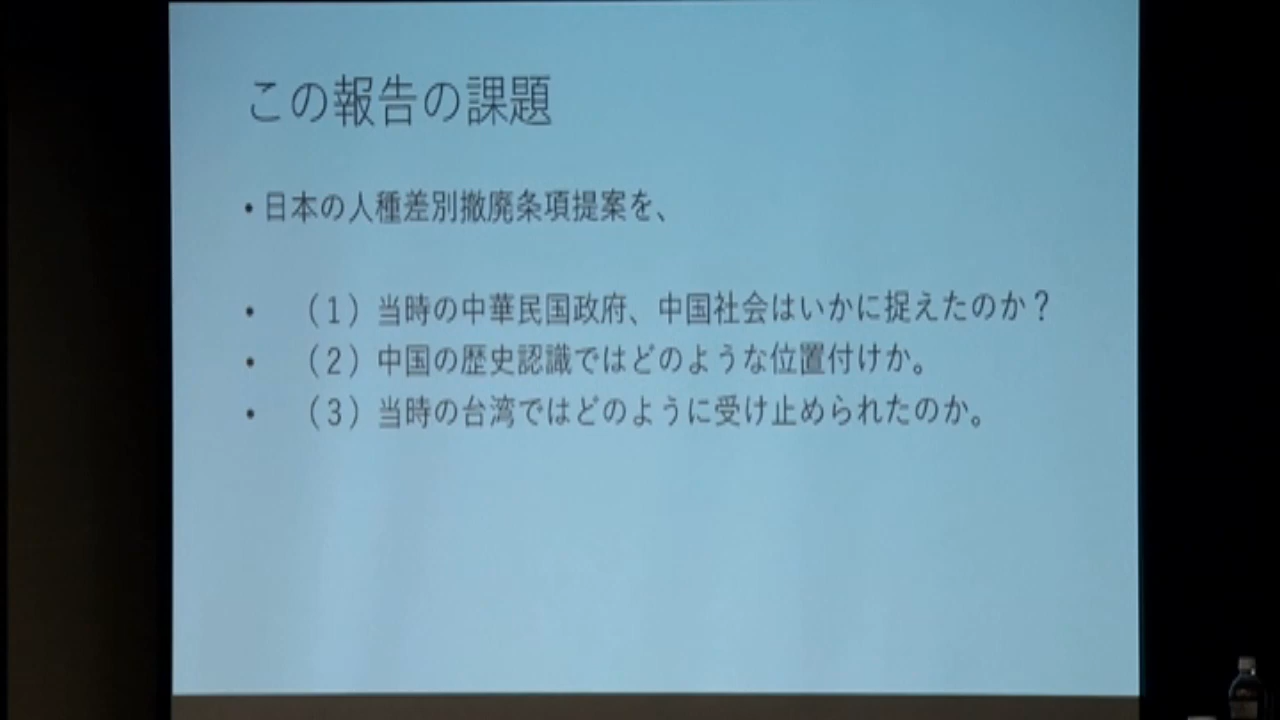 この報告の課題
• 日本の人種差別撤廃条項提案を、
• （1）当時の中華民国政府、中国社会はいかに捉えたのか？
• （2）中国の歴史認識ではどのような位置付けか。
• （3）当時の台湾ではどのように受け止められたのか。